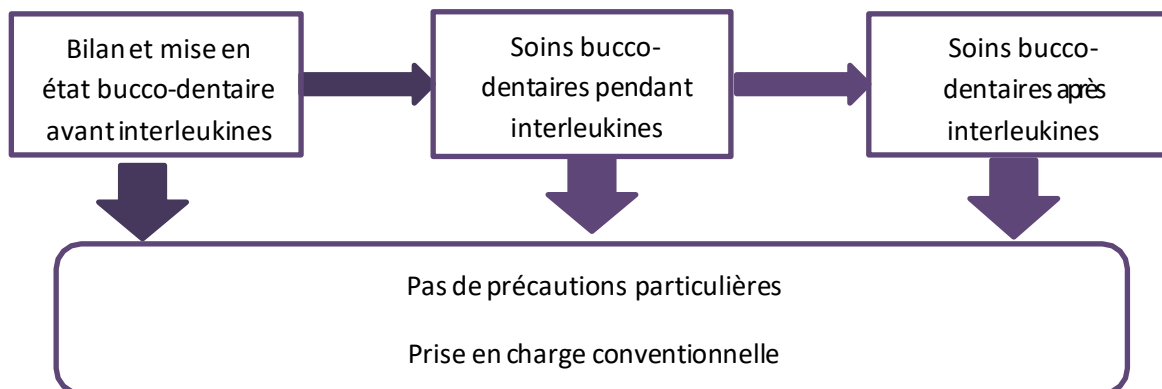 Bilan et mise en
état bucco-dentaire
avant interleukines
Soins bucco-
dentaires pendant
interleukines
Soins bucco-
dentaires après
interleukines
Pas de précautions particulières
Prise en charge conventionnelle